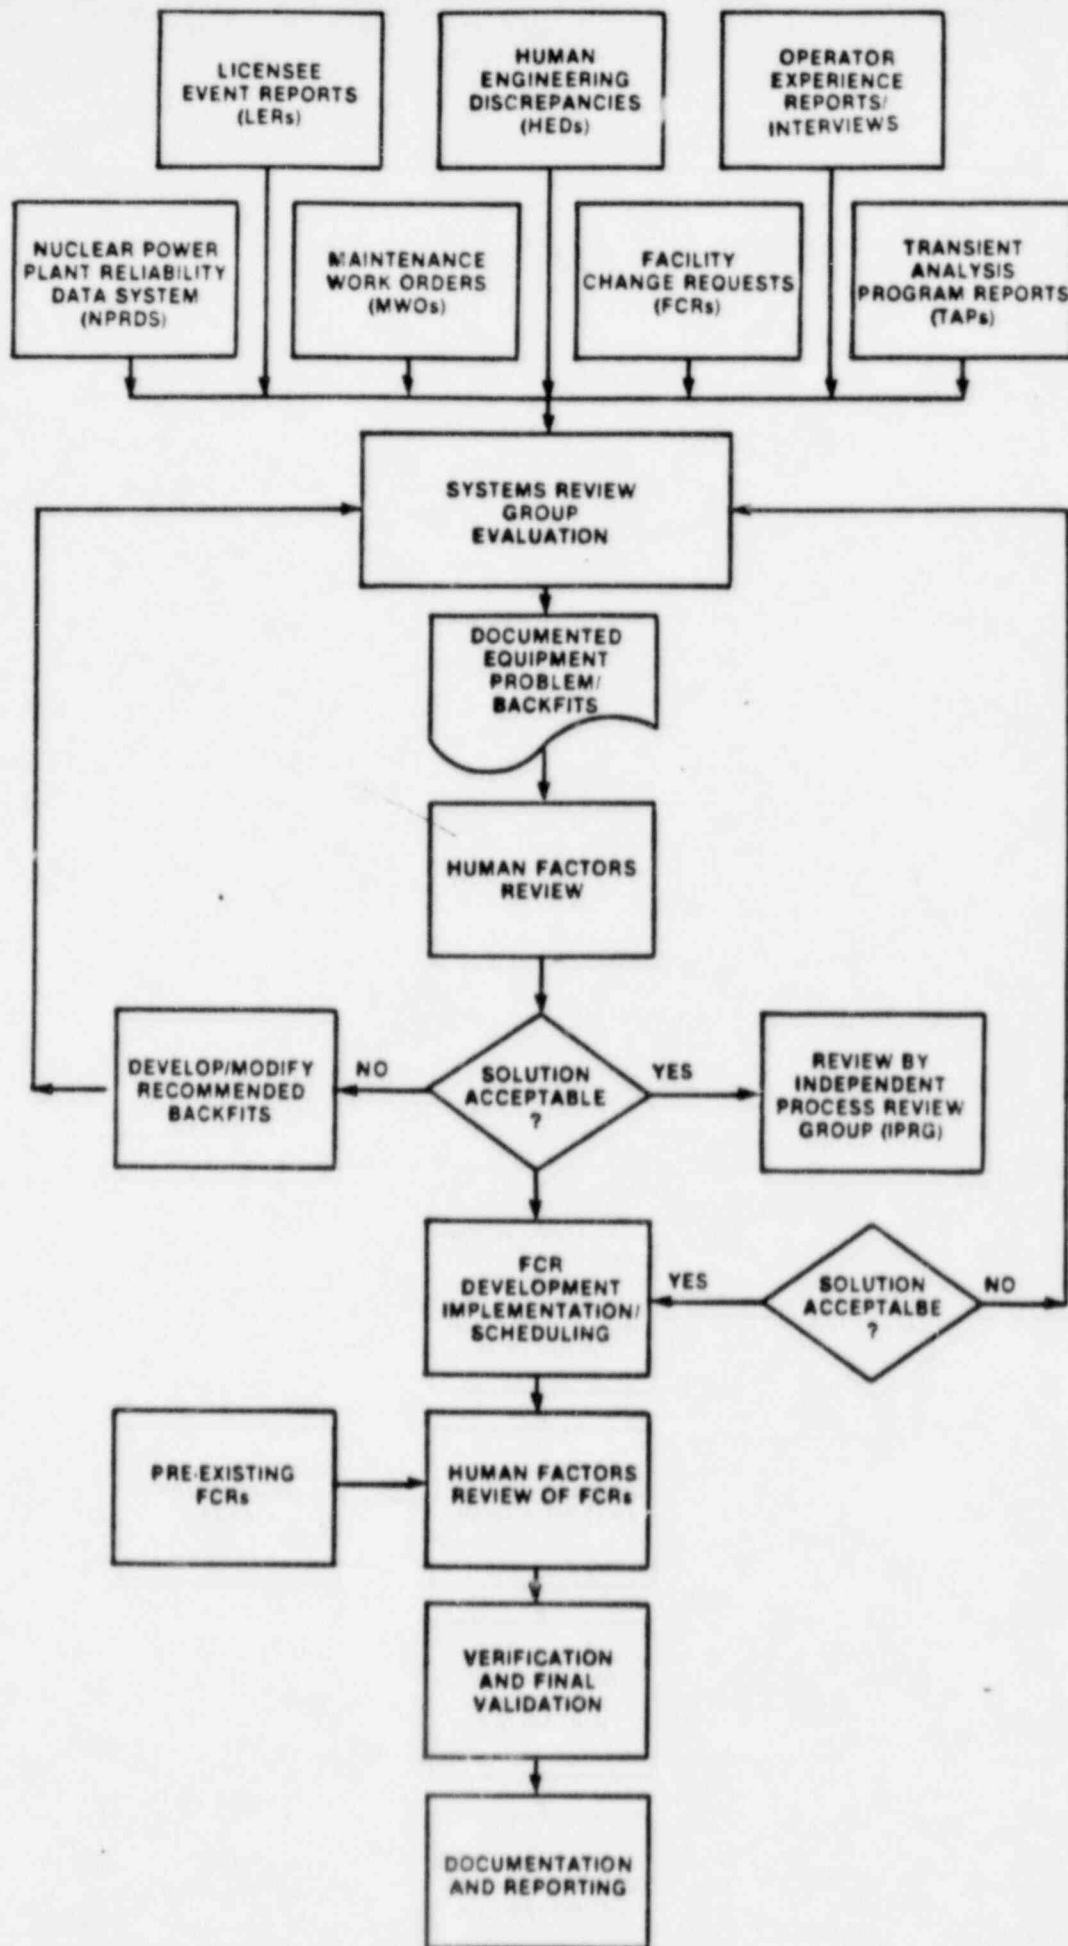 LICENSEE
EVENT REPORTS
(LERs)
HUMAN
ENGINEERING
DISCREPANCIES
(HEDs)
OPERATOR
EXPERIENCE
REPORTS/
INTERVIEWS
NUCLEAR POWER
PLANT RELIABILITY
DATA SYSTEM
(NPRDS)
MAINTENANCE
WORK ORDERS
(MWOs)
FACILITY
CHANGE REQUESTS
(FCRs)
TRANSIENT
ANALYSIS
PROGRAM REPORTS
(TAPs)
SYSTEMS REVIEW
GROUP
EVALUATION
DOCUMENTED
EQUIPMENT
PROBLEM/
BACKFITS
HUMAN FACTORS
REVIEW
DEVELOP/MODIFY
RECOMMENDED
BACKFITS
NO
SOLUTION
ACCEPTABLE
?
YES
REVIEW BY
INDEPENDENT
PROCESS REVIEW
GROUP (IPRG)
FCR
DEVELOPMENT
IMPLEMENTATION/
SCHEDULING
YES
SOLUTION
ACCEPTALBE
?
NO
PRE-EXISTING
FCRs
HUMAN FACTORS
REVIEW OF FCRs
VERIFICATION
AND FINAL
VALIDATION
DOCUMENTATION
AND REPORTING